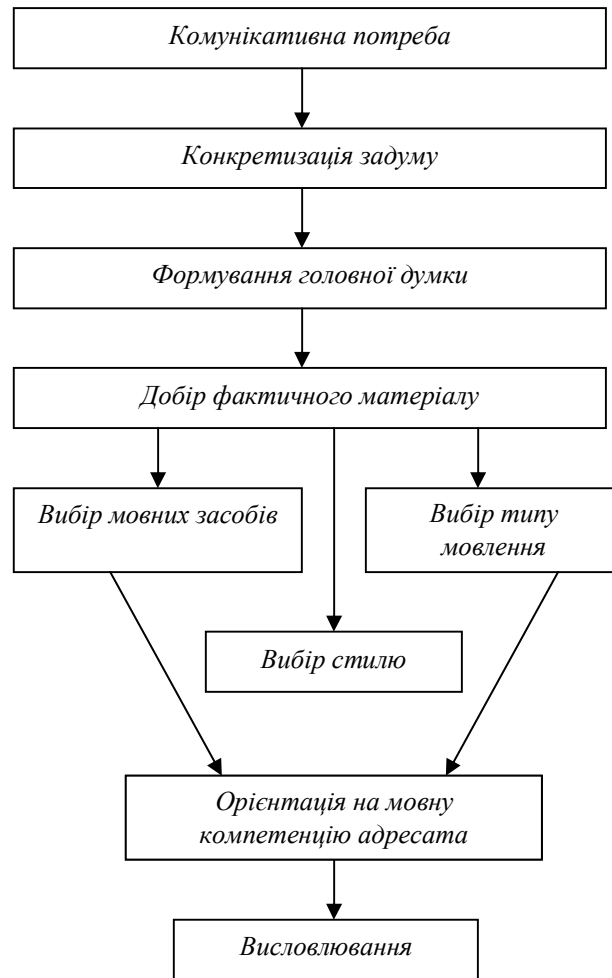 Комунікативна потреба
Конкретизація задуму
Формування головної думки
Добір фактичного матеріалу
Вибір мовних засобів
Вибір типу
мовлення
Вибір стилю
Орієнтація на мовну
компетенцію адресата
Висловлювання